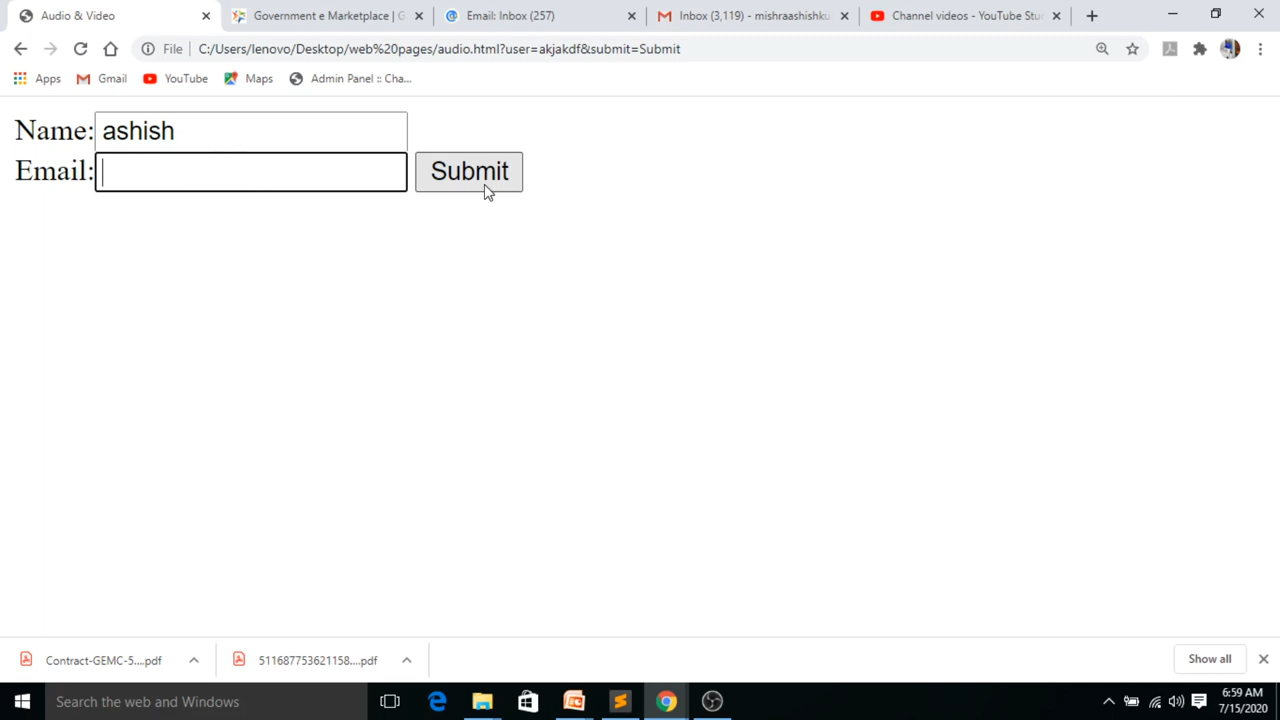 Audio & Video
Government e Marketplace | G
Email: Inbox (257)
Inbox (3,119) - mishraashishku
Channel videos - YouTube Stu
File
C:/Users/lenovo/Desktop/web%20pages/audio.html?user=akjakdf&submit=Submit
Apps
Gmail
YouTube
Maps
Admin Panel :: Cha...
Name: ashish
Email:
Submit
Contract-GEMC-5....pdf
511687753621158....pdf
Show all
Search the web and Windows
6:59 AM
7/15/2020